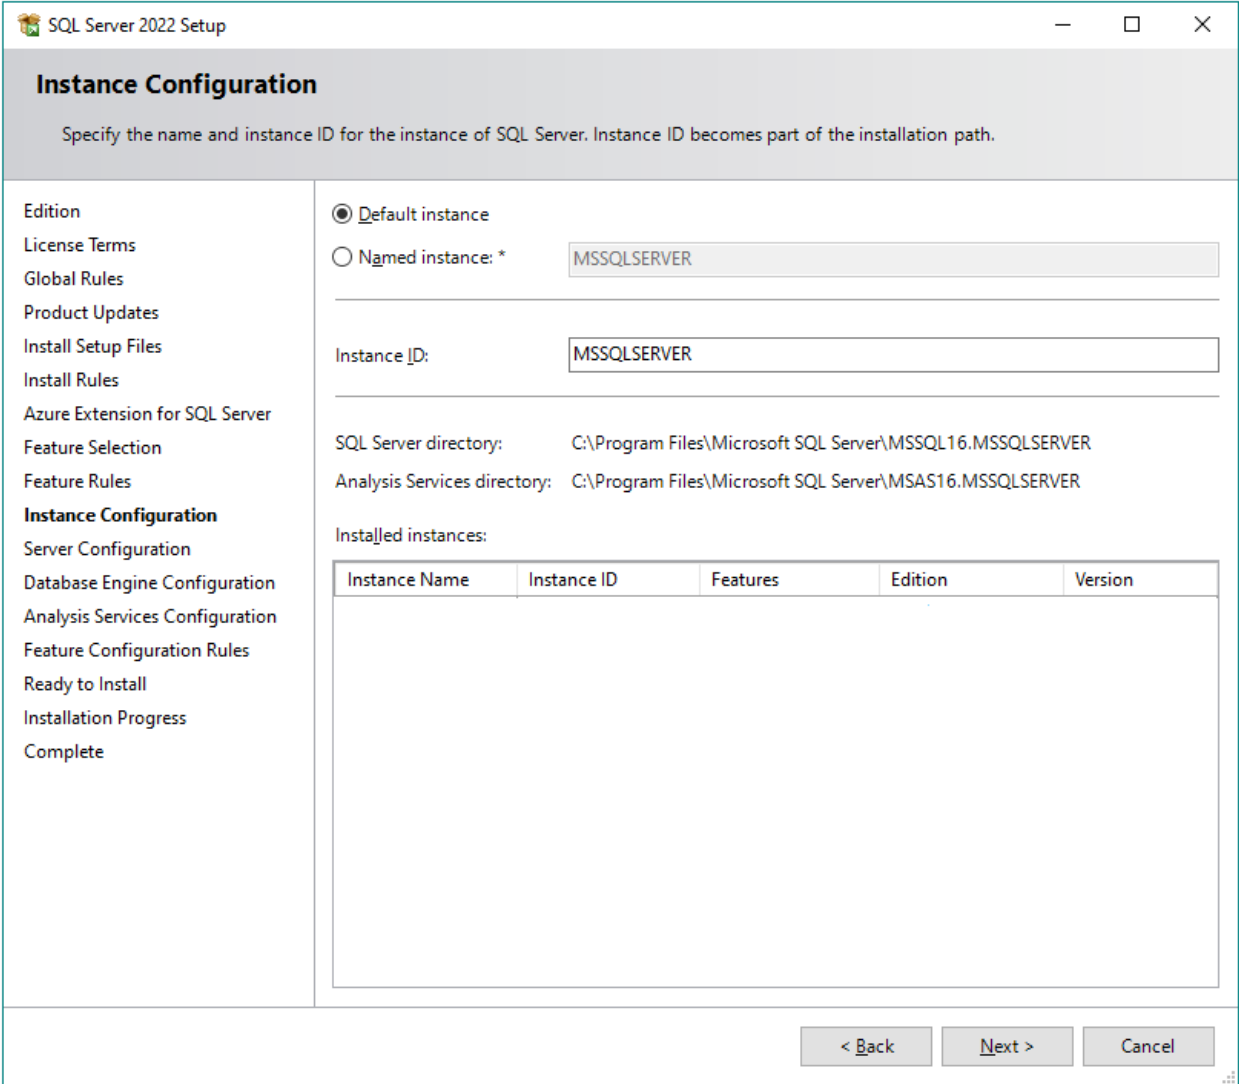 SQL Server 2022 Setup
Instance Configuration
Specify the name and instance ID for the instance of SQL Server. Instance ID becomes part of the installation path.
Edition
License Terms
Global Rules
Product Updates
Install Setup Files
Install Rules
Azure Extension for SQL Server
Feature Selection
Feature Rules
Instance Configuration
Server Configuration
Database Engine Configuration
Analysis Services Configuration
Feature Configuration Rules
Ready to Install
Installation Progress
Complete
Default instance
Named instance: * MSSQLSERVER
Instance ID: MSSQLSERVER
SQL Server directory: C:\Program Files\Microsoft SQL Server\MSSQL16.MSSQLSERVER
Analysis Services directory: C:\Program Files\Microsoft SQL Server\MSAS16.MSSQLSERVER
Installed instances:
Instance Name Instance ID Features Edition Version
< Back Next > Cancel